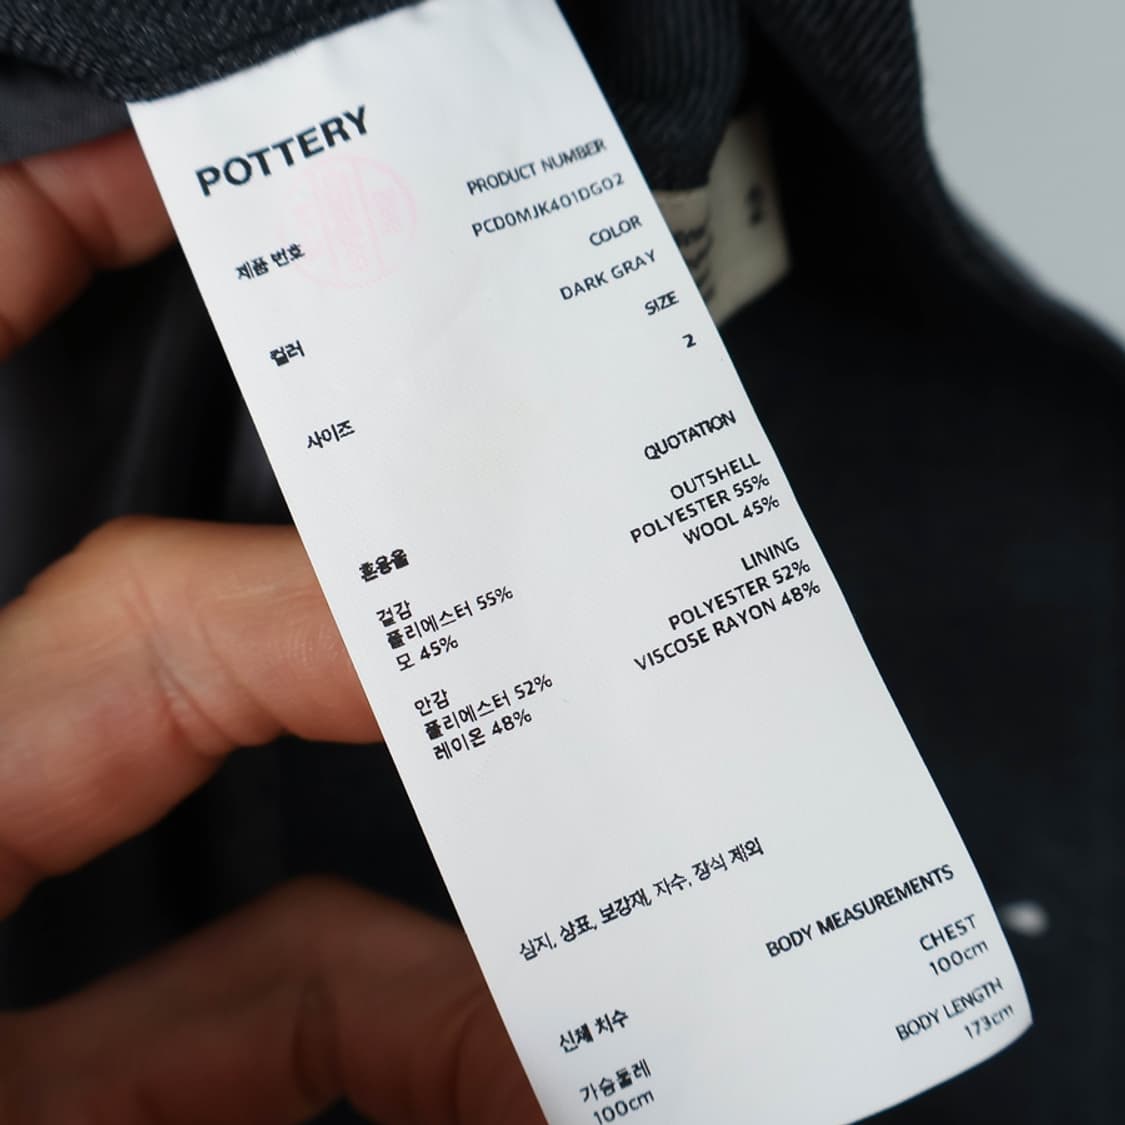 POTTERY
제품 번호
PRODUCT NUMBER
PCD0MJK401DG02
컬러
COLOR
DARK GRAY
사이즈
SIZE
2
혼용율
QUOTATION
겉감
폴리에스터 55%
모 45%
OUTSHELL
POLYESTER 55%
WOOL 45%
안감
폴리에스터 52%
레이온 48%
LINING
POLYESTER 52%
VISCOSE RAYON 48%
심지, 상표, 보강재, 자수, 장식 제외
신체 치수
BODY MEASUREMENTS
가슴둘레
100cm
CHEST
100cm
BODY LENGTH
173cm
2